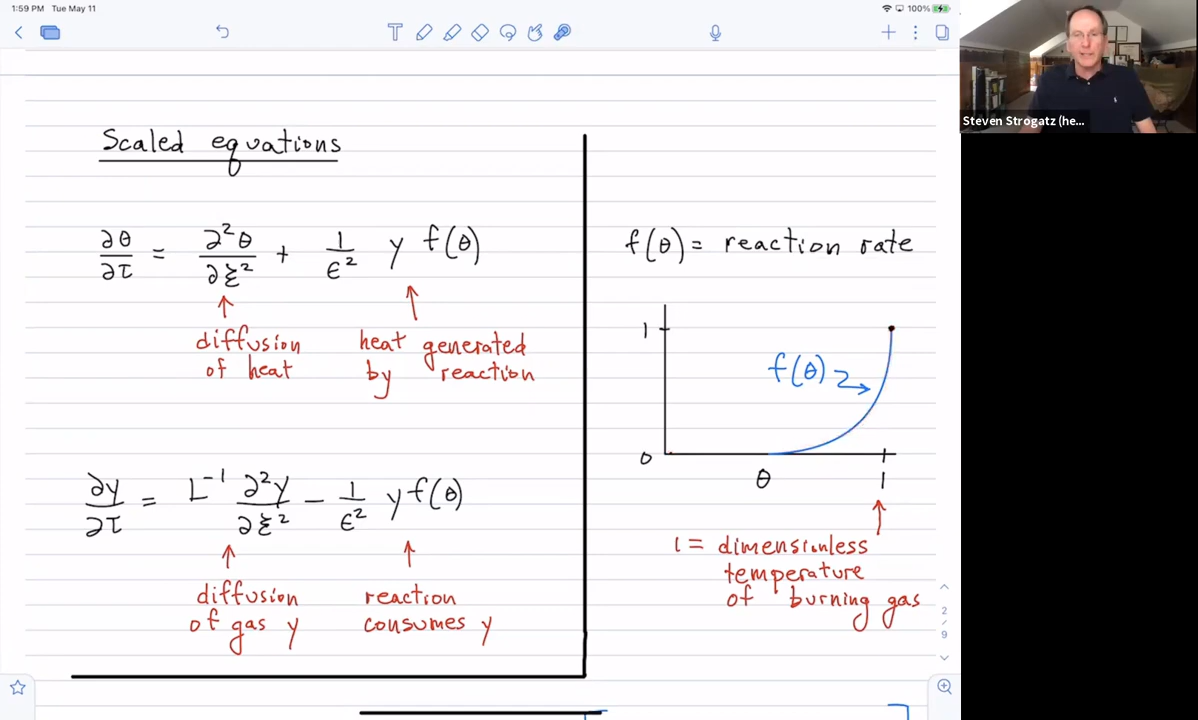 1:59 PM Tue May 11
100%
Steven Strogatz (he...
Scaled equations
∂θ/∂τ = ∂²θ/∂ξ² + 1/ε² y f(θ)
↑ ↑
diffusion of heat
heat generated by reaction
∂y/∂τ = L⁻¹ ∂²y/∂ξ² − 1/ε² y f(θ)
↑ ↑
diffusion of gas y
reaction consumes y
f(θ) = reaction rate
1
f(θ)
0
θ
1
1 = dimensionless
temperature
of burning gas
2
/
9